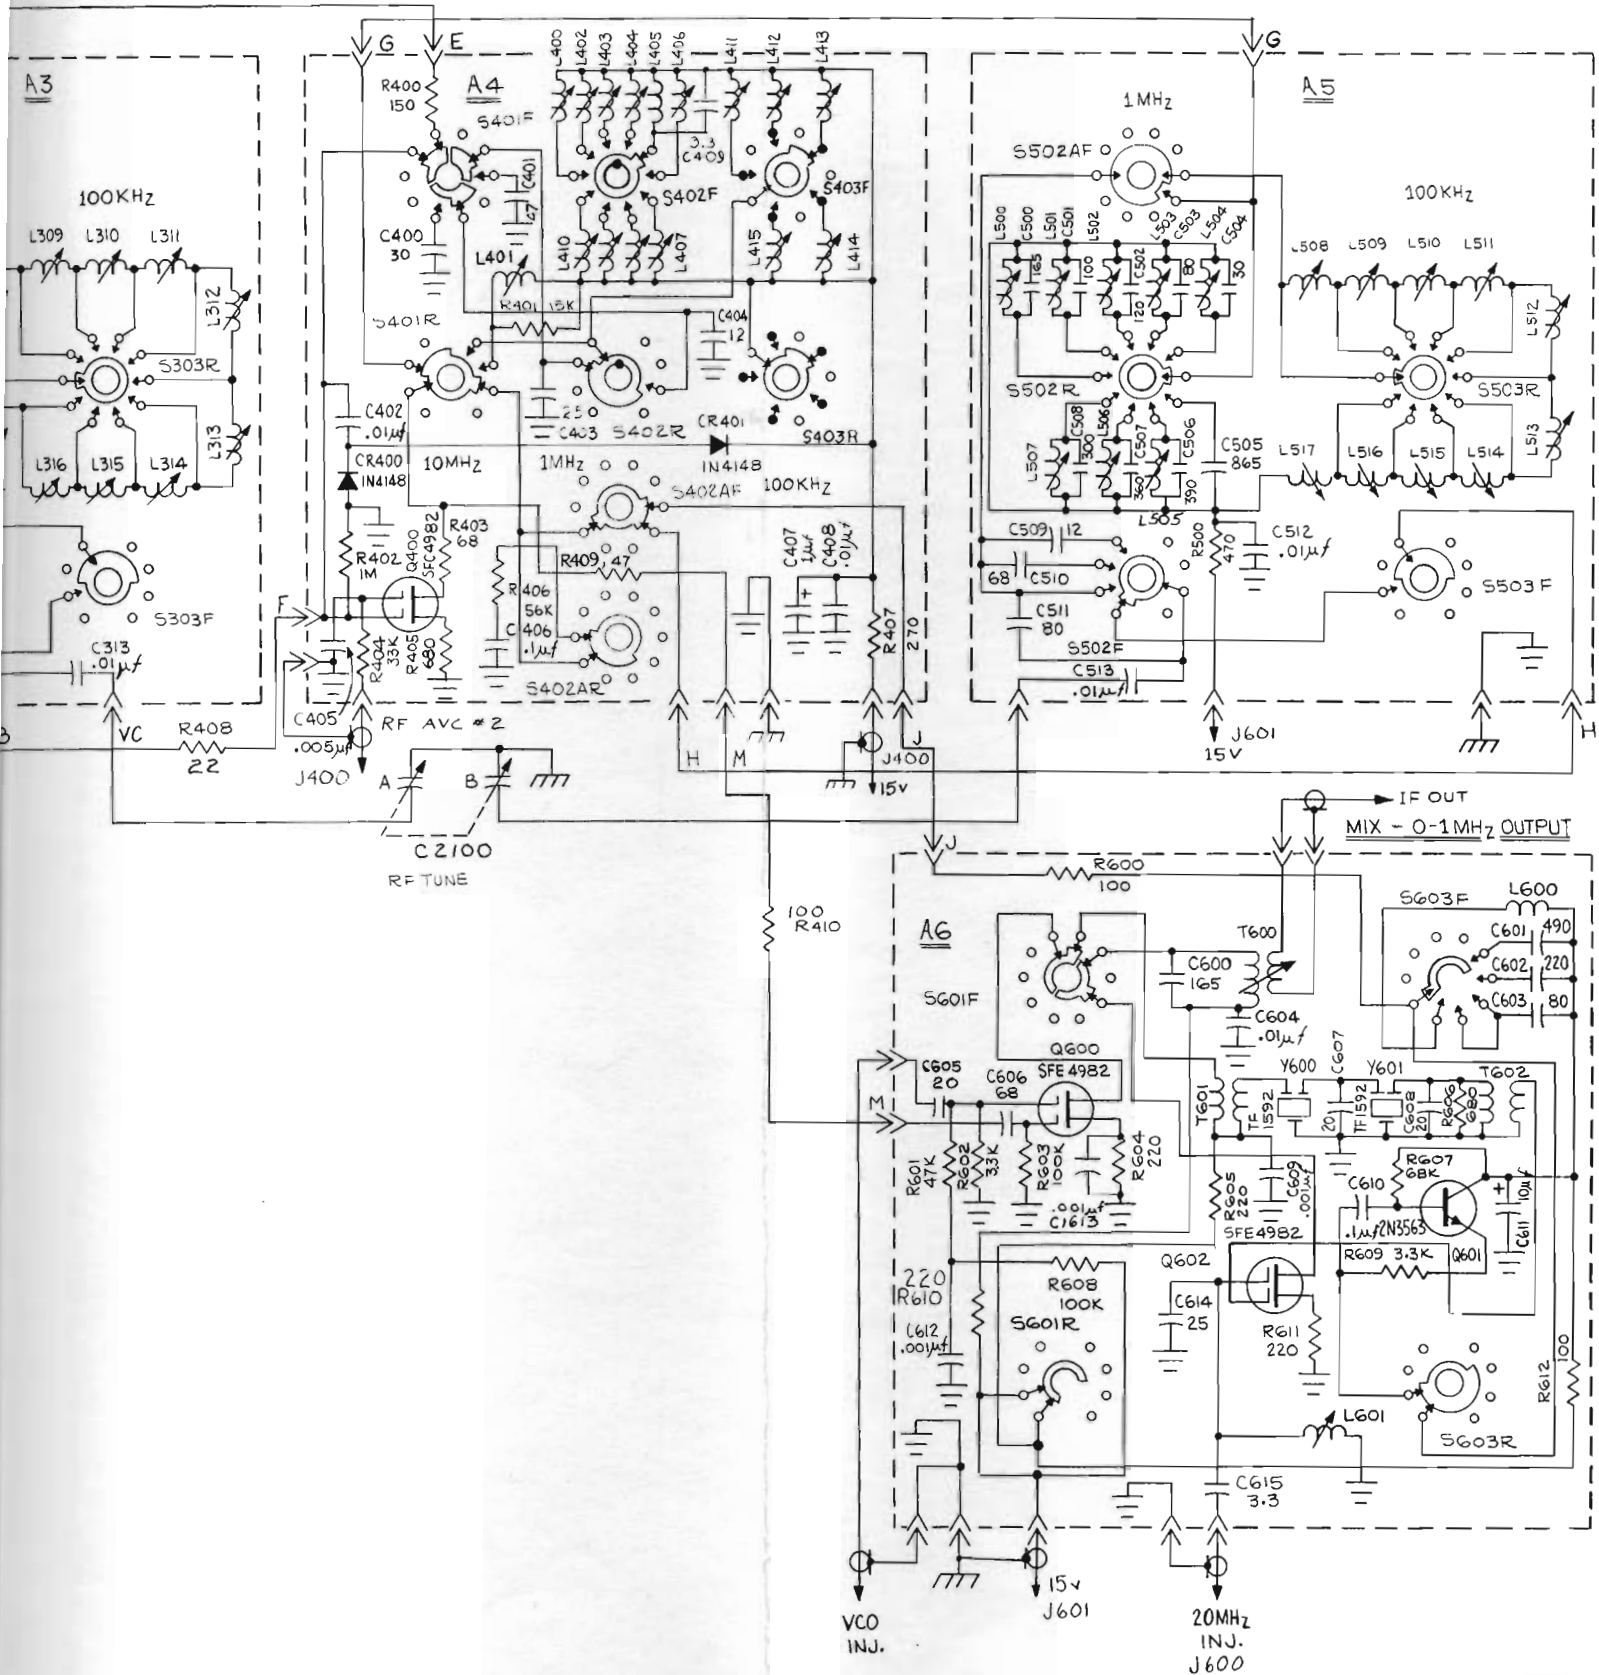 G
E
G
A3
A4
A5
R400
150
S401F
L400
L402
L403
L404
L405
L406
L411
L412
L413
3.3
C409
C401
47
S402F
S403F
C400
30
L401
L410
L407
L415
L414
R401 15K
S401R
C404
12
C402
.01µf
CR400
1N4148
10MHz
1MHz
25
C403
S402R
CR401
1N4148
S403R
S402AF
100KHz
R403
68
Q400
SFC4982
R402
1M
R409, 47
R406
56K
C406
.1µf
C407
1µf
C408
.01µf
R404
33K
R405
680
S402AR
R407
270
F
C405
.005µf
J400
RF AVC #2
H
M
J
J400
15v
100KHz
L309
L310
L311
L312
S303R
L313
L316
L315
L314
S303F
C313
.01µf
VC
R408
22
A
B
C2100
RF TUNE
1MHz
S502AF
100KHz
L500
C500
L501
C501
L502
L503
C503
L504
C504
165
100
C502
120
80
30
L508
L509
L510
L511
L512
S502R
S503R
L513
C508
300
L506
C507
C506
L507
360
390
L505
C505
865
L517
L516
L515
L514
C509
12
68
C510
C511
80
R500
470
C512
.01µf
S502F
S503F
C513
.01µf
J601
15V
H
IF OUT
MIX - 0-1MHz OUTPUT
J
R600
100
100
R410
A6
S601F
T600
C600
165
C604
.01µf
S603F
L600
C601
490
C602
220
C603
80
C605
20
C606
68
Q600
SFE4982
M
R601
47K
R602
3.3K
R603
100K
R604
220
.001µf
C1613
T601
TF
1592
Y600
C607
20
Y601
TF1592
C608
20
R606
680
T602
R605
220
C609
.001µf
R607
68K
C610
.1µf
2N3563
Q601
10µf
C611
R609 3.3K
SFE4982
Q602
220
R610
R608
100K
C614
25
R611
220
C612
.001µf
S601R
L601
S603R
R612
100
C615
3.3
VCO
INJ.
15v
J601
20MHz
INJ.
J600